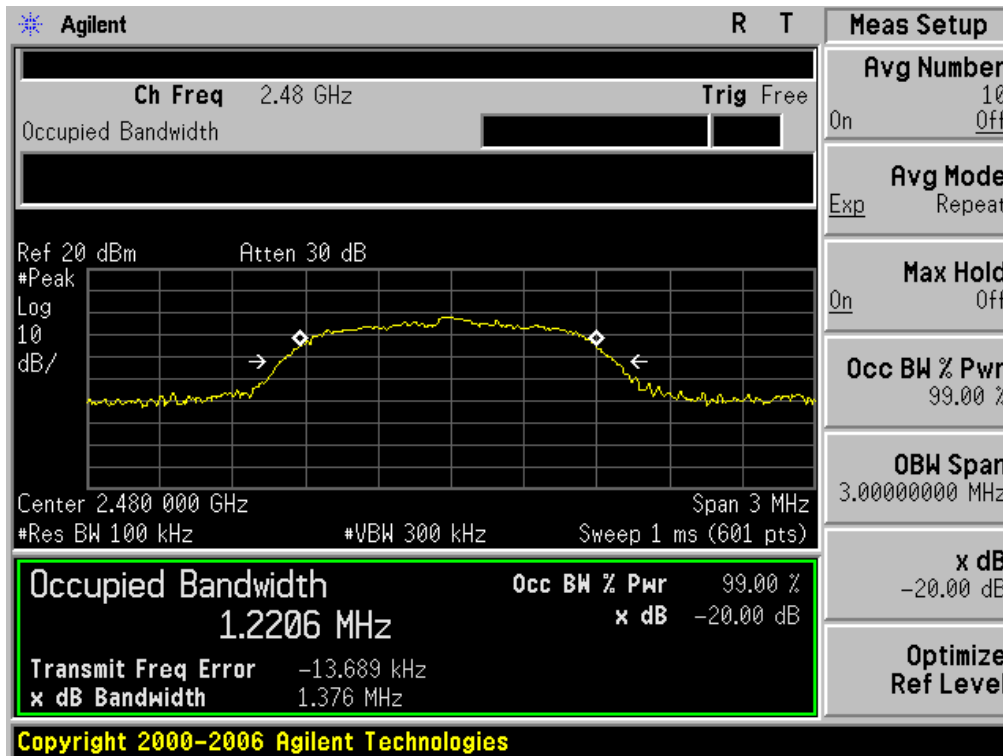 Agilent R T
Ch Freq 2.48 GHz Trig Free
Occupied Bandwidth
Ref 20 dBm Atten 30 dB
#Peak
Log
10
dB/
Center 2.480 000 GHz Span 3 MHz
#Res BW 100 kHz #VBW 300 kHz Sweep 1 ms (601 pts)
Occupied Bandwidth Occ BW % Pwr 99.00 %
1.2206 MHz x dB -20.00 dB
Transmit Freq Error -13.689 kHz
x dB Bandwidth 1.376 MHz
Copyright 2000-2006 Agilent Technologies
Meas Setup
Avg Number
10
On Off
Avg Mode
Exp Repeat
Max Hold
On Off
Occ BW % Pwr
99.00 %
OBW Span
3.00000000 MHz
x dB
-20.00 dB
Optimize
Ref Level